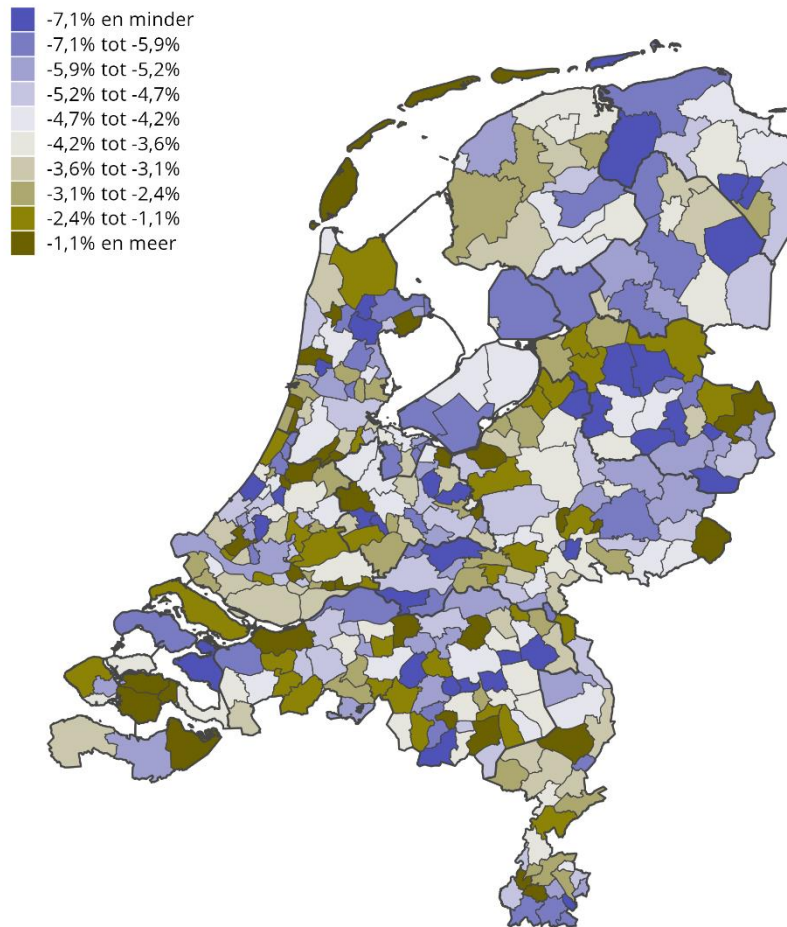 -7,1% en minder
-7,1% tot -5,9%
-5,9% tot -5,2%
-5,2% tot -4,7%
-4,7% tot -4,2%
-4,2% tot -3,6%
-3,6% tot -3,1%
-3,1% tot -2,4%
-2,4% tot -1,1%
-1,1% en meer